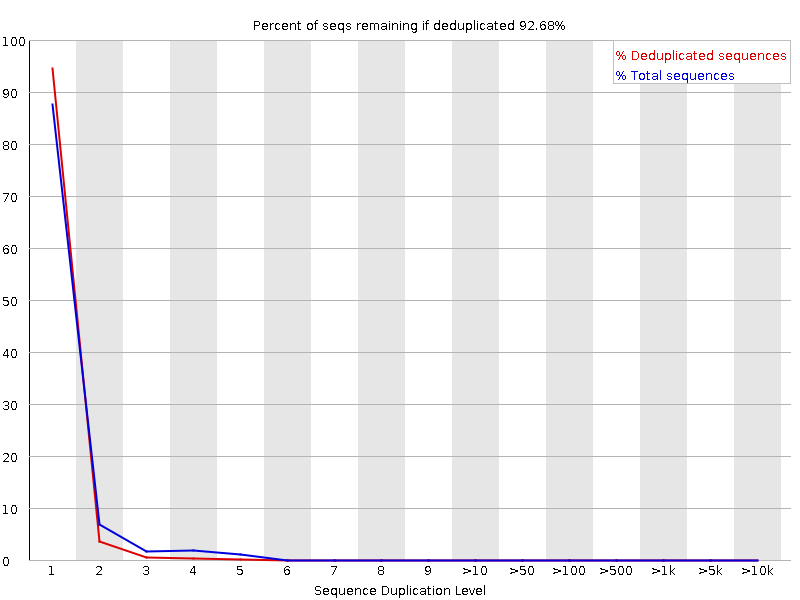 Percent of seqs remaining if deduplicated 92.68%
% Deduplicated sequences
% Total sequences
100
90
80
70
60
50
40
30
20
10
0
1 2 3 4 5 6 7 8 9 >10 >50 >100 >500 >1k >5k >10k
Sequence Duplication Level